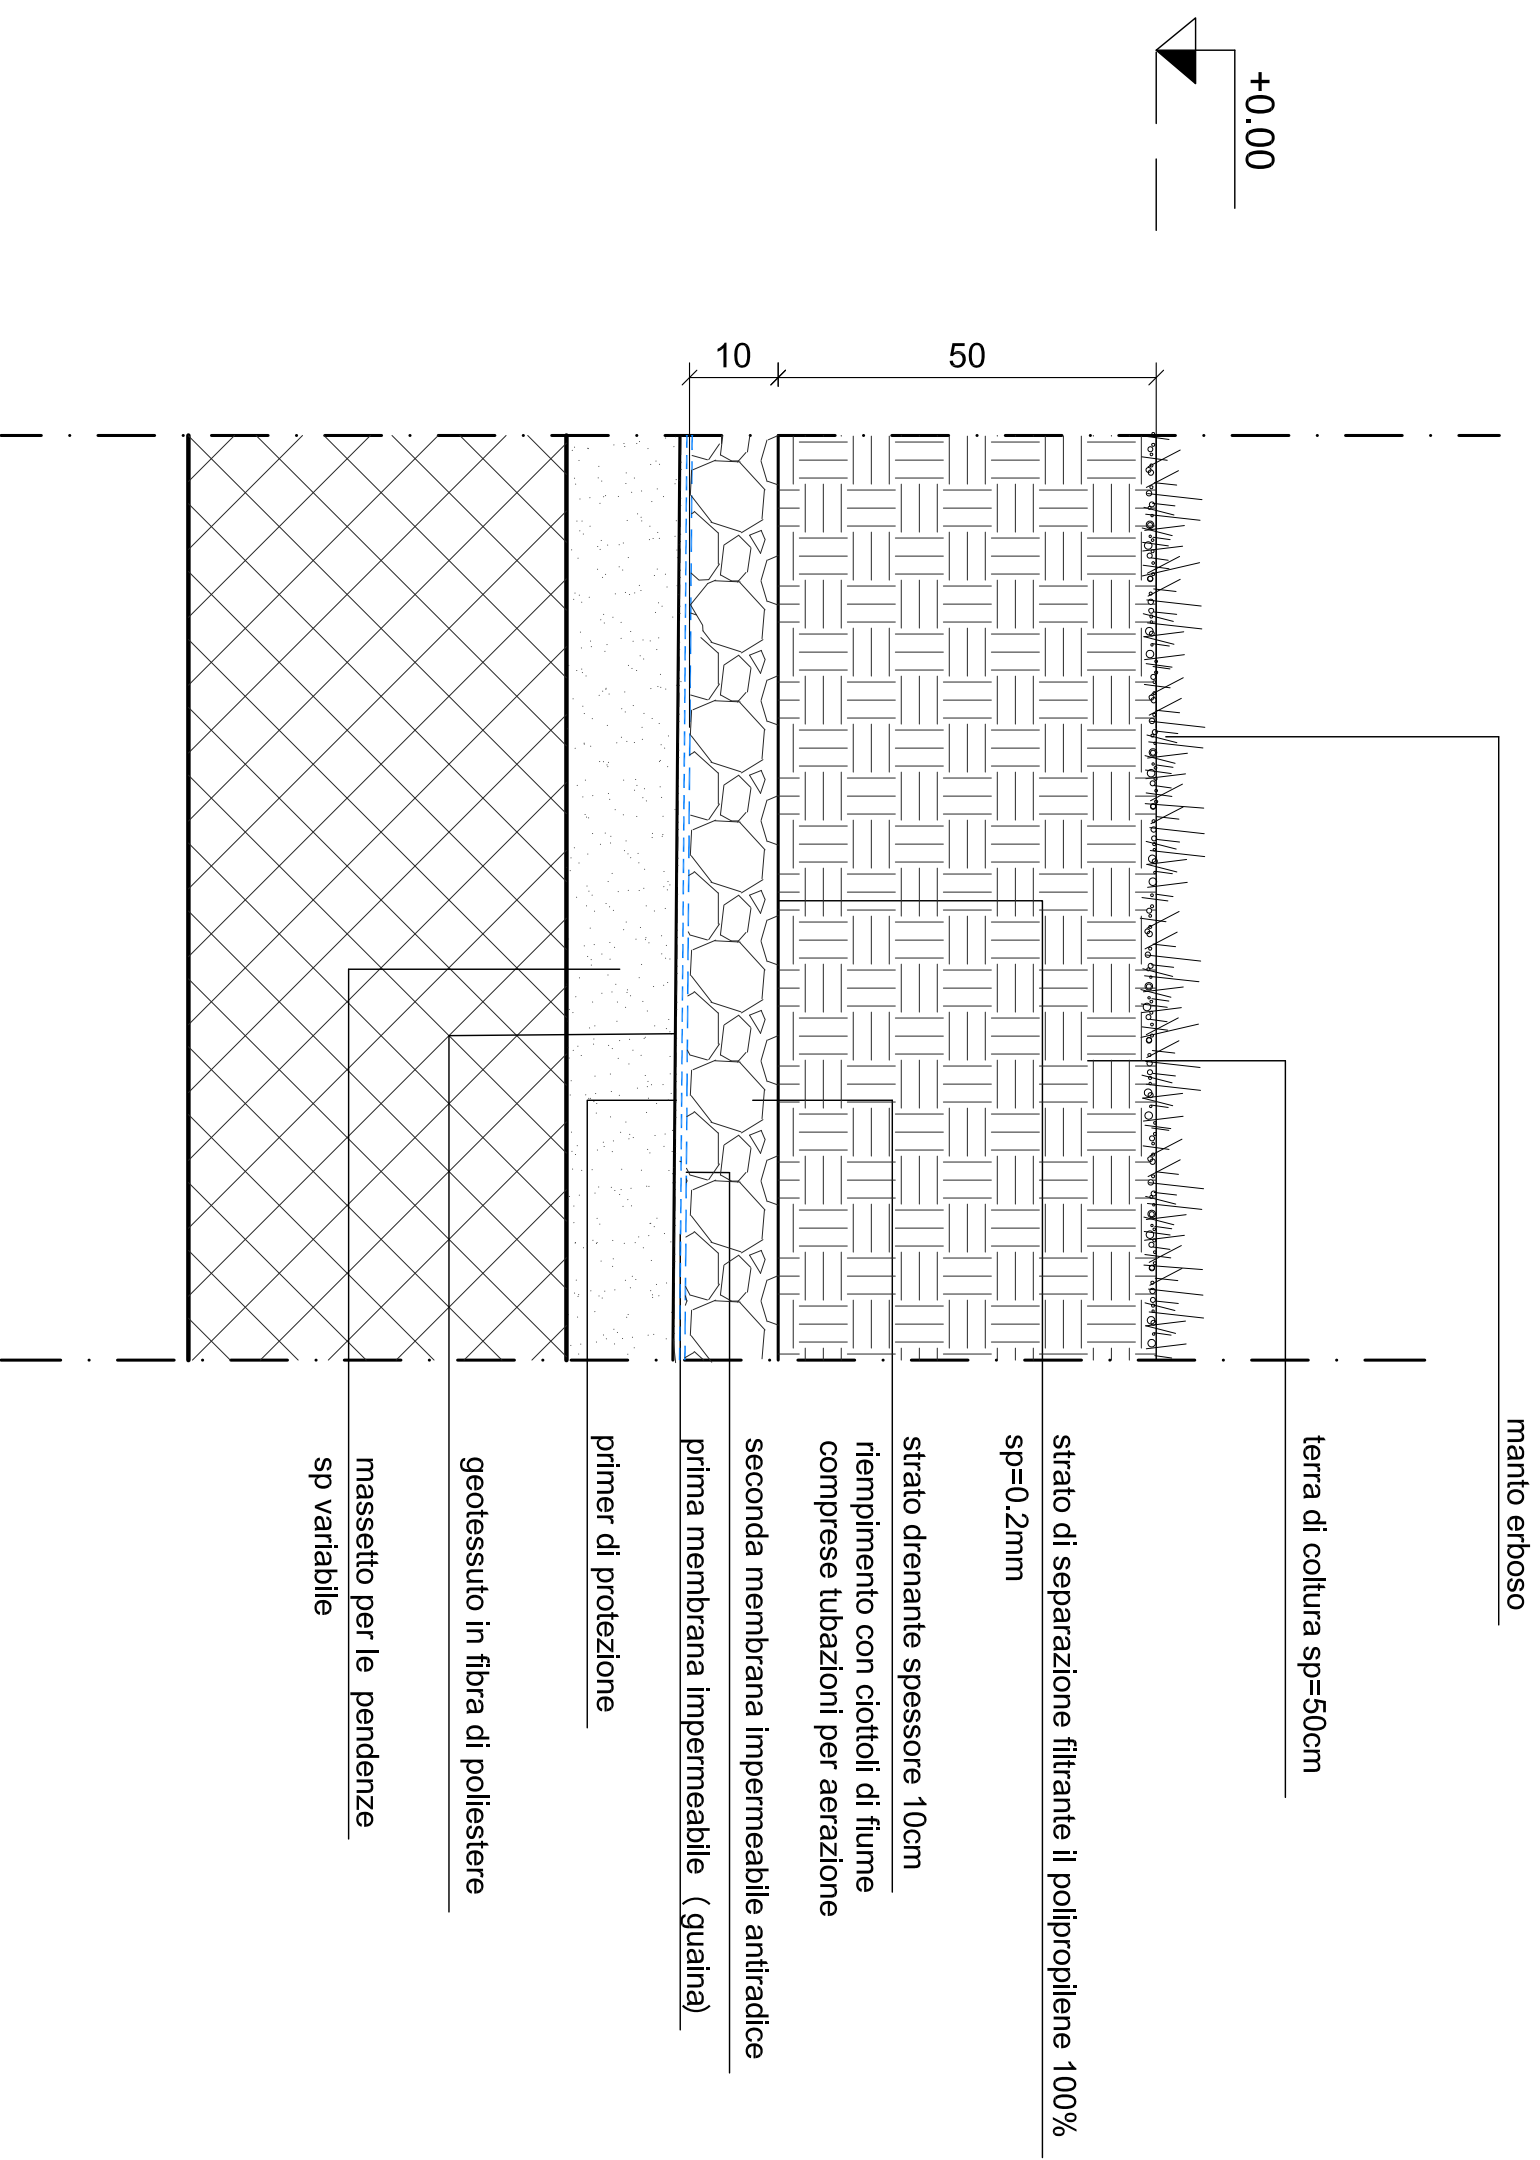 +0.00
10
50
manto erboso
terra di coltura sp=50cm
strato di separazione filtrante il polipropilene 100%
sp=0.2mm
strato drenante spessore 10cm
riempimento con ciottoli di fiume
comprese tubazioni per aerazione
seconda membrana impermeabile antiradice
prima membrana impermeabile (guaina)
primer di protezione
geotessuto in fibra di poliestere
massetto per le pendenze
sp variabile